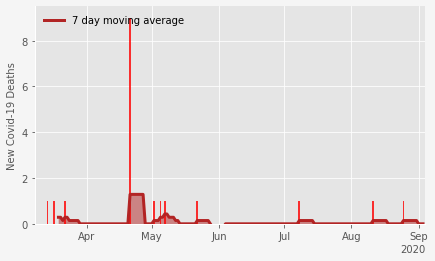 7 day moving average
New Covid-19 Deaths
8
6
4
2
0
Apr
May
Jun
Jul
Aug
Sep
2020